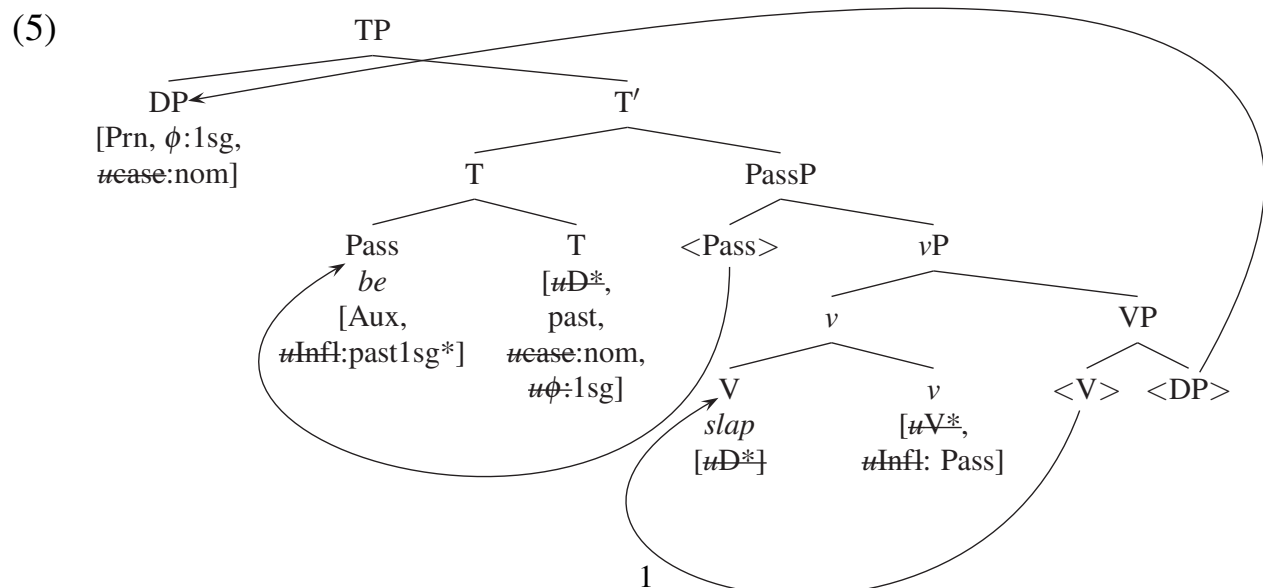 (5)
TP
DP T′
[Prn, ϕ:1sg,
ucase:nom]
T PassP
Pass T <Pass> vP
be [uD*,
[Aux, past, v VP
uInfl:past1sg*] ucase:nom,
uϕ:1sg] V v <V> <DP>
slap [uV*,
[uD*] uInfl: Pass]
1